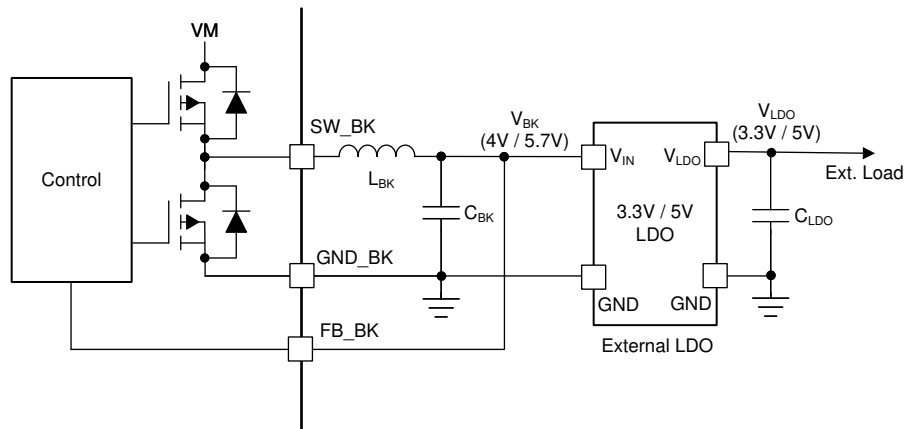 VM
Control
SW_BK
L_BK
C_BK
GND_BK
FB_BK
V_BK
(4V / 5.7V)
V_IN
V_LDO
3.3V / 5V
LDO
GND
GND
External LDO
V_LDO
(3.3V / 5V)
Ext. Load
C_LDO